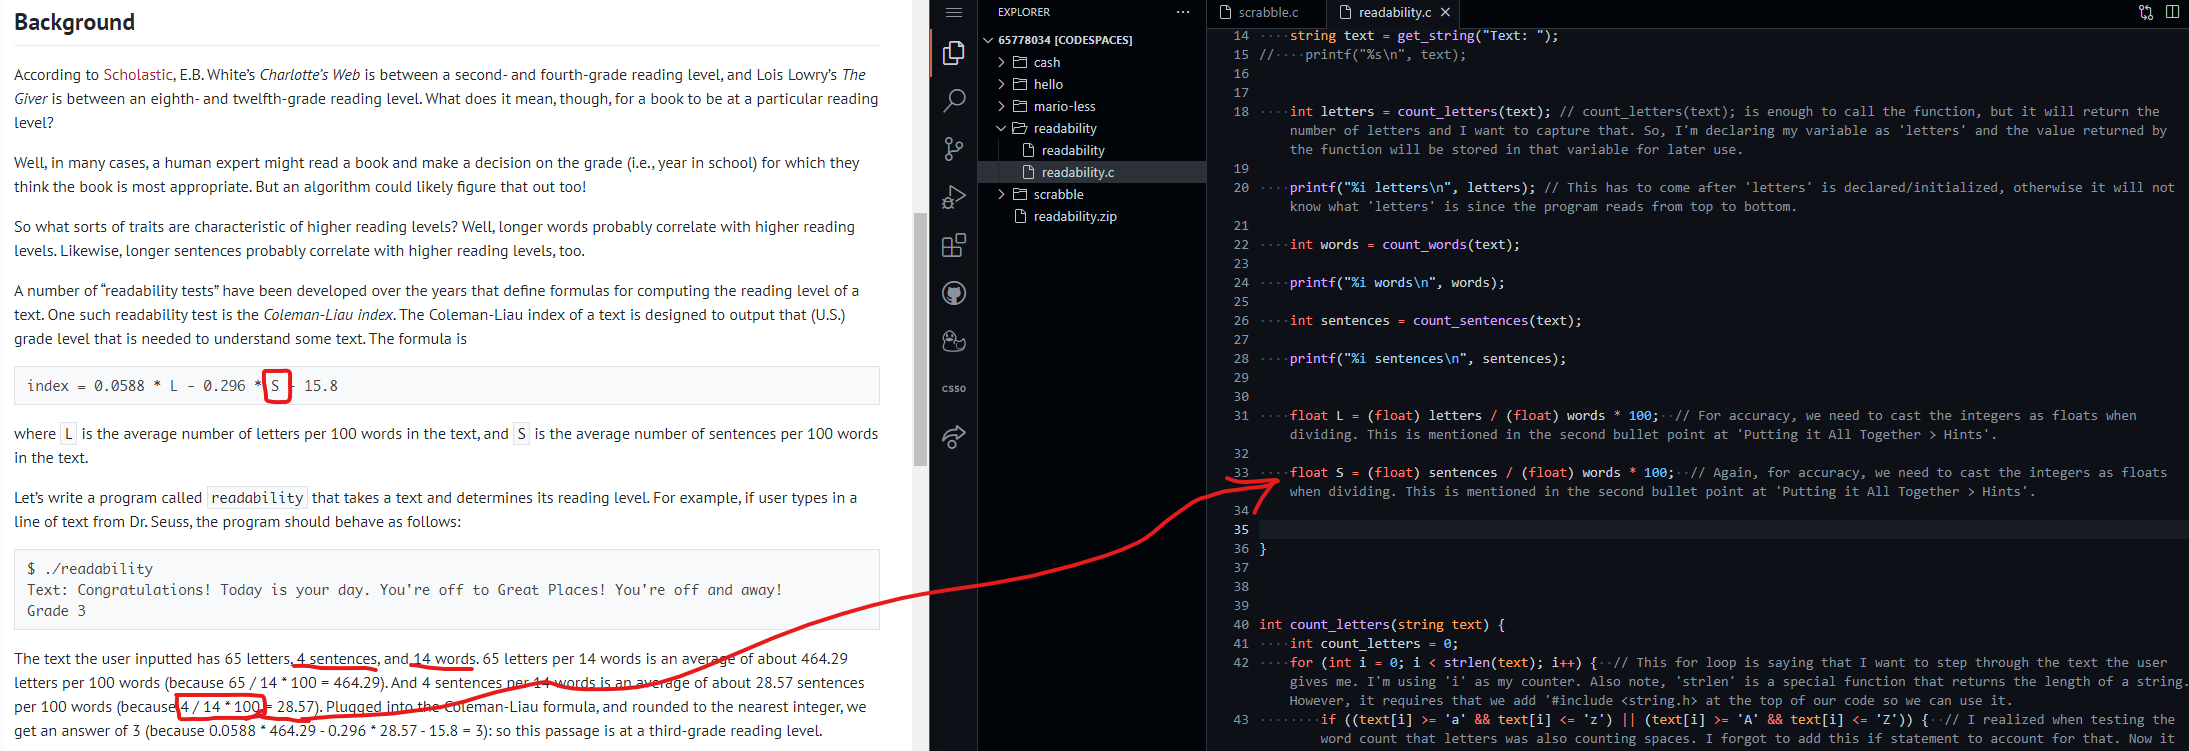 Background
According to Scholastic, E.B. White’s Charlotte’s Web is between a second- and fourth-grade reading level, and Lois Lowry’s The
Giver is between an eighth- and twelfth-grade reading level. What does it mean, though, for a book to be at a particular reading
level?
Well, in many cases, a human expert might read a book and make a decision on the grade (i.e., year in school) for which they
think the book is most appropriate. But an algorithm could likely figure that out too!
So what sorts of traits are characteristic of higher reading levels? Well, longer words probably correlate with higher reading
levels. Likewise, longer sentences probably correlate with higher reading levels, too.
A number of “readability tests” have been developed over the years that define formulas for computing the reading level of a
text. One such readability test is the Coleman-Liau index. The Coleman-Liau index of a text is designed to output that (U.S.)
grade level that is needed to understand some text. The formula is
index = 0.0588 * L - 0.296 * S - 15.8
where L is the average number of letters per 100 words in the text, and S is the average number of sentences per 100 words
in the text.
Let’s write a program called readability that takes a text and determines its reading level. For example, if user types in a
line of text from Dr. Seuss, the program should behave as follows:
$ ./readability
Text: Congratulations! Today is your day. You're off to Great Places! You're off and away!
Grade 3
The text the user inputted has 65 letters, 4 sentences, and 14 words. 65 letters per 14 words is an average of about 464.29
letters per 100 words (because 65 / 14 * 100 = 464.29). And 4 sentences per 14 words is an average of about 28.57 sentences
per 100 words (because 4 / 14 * 100 = 28.57). Plugged into the Coleman-Liau formula, and rounded to the nearest integer, we
get an answer of 3 (because 0.0588 * 464.29 - 0.296 * 28.57 - 15.8 = 3): so this passage is at a third-grade reading level.
CS50
EXPLORER ···
65778034 [CODESPACES]
cash
hello
mario-less
readability
readability
readability.c
scrabble
readability.zip
scrabble.c readability.c
14 string text = get_string("Text: ");
15 // printf("%s\n", text);
16
17
18 int letters = count_letters(text); // count_letters(text); is enough to call the function, but it will return the
number of letters and I want to capture that. So, I'm declaring my variable as 'letters' and the value returned by
the function will be stored in that variable for later use.
19
20 printf("%i letters\n", letters); // This has to come after 'letters' is declared/initialized, otherwise it will not
know what 'letters' is since the program reads from top to bottom.
21
22 int words = count_words(text);
23
24 printf("%i words\n", words);
25
26 int sentences = count_sentences(text);
27
28 printf("%i sentences\n", sentences);
29
30
31 float L = (float) letters / (float) words * 100; // For accuracy, we need to cast the integers as floats when
dividing. This is mentioned in the second bullet point at 'Putting it All Together > Hints'.
32
33 float S = (float) sentences / (float) words * 100; // Again, for accuracy, we need to cast the integers as floats
when dividing. This is mentioned in the second bullet point at 'Putting it All Together > Hints'.
34
35
36 }
37
38
39
40 int count_letters(string text) {
41 int count_letters = 0;
42 for (int i = 0; i < strlen(text); i++) { // This for loop is saying that I want to step through the text the user
gives me. I'm using 'i' as my counter. Also note, 'strlen' is a special function that returns the length of a string.
However, it requires that we add '#include <string.h> at the top of our code so we can use it.
43 if ((text[i] >= 'a' && text[i] <= 'z') || (text[i] >= 'A' && text[i] <= 'Z')) { // I realized when testing the
word count that letters was also counting spaces. I forgot to add this if statement to account for that. Now it